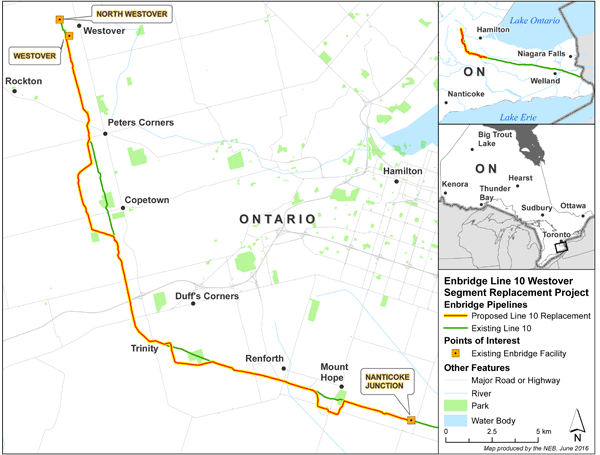 NORTH WESTOVER
Westover
WESTOVER
Rockton
Peters Corners
Copetown
Hamilton
ONTARIO
Duff's Corners
Trinity
Renforth
Mount
Hope
NANTICOKE
JUNCTION
Lake Ontario
Hamilton
Niagara Falls
ON
Welland
Nanticoke
Lake Erie
Big Trout
Lake
ON
Hearst
Kenora
Thunder
Bay
Sudbury
Ottawa
Toronto
Enbridge Line 10 Westover
Segment Replacement Project
Enbridge Pipelines
Proposed Line 10 Replacement
Existing Line 10
Points of Interest
Existing Enbridge Facility
Other Features
Major Road or Highway
River
Park
Water Body
0 2.5 5 km
N
Map produced by the NEB, June 2016